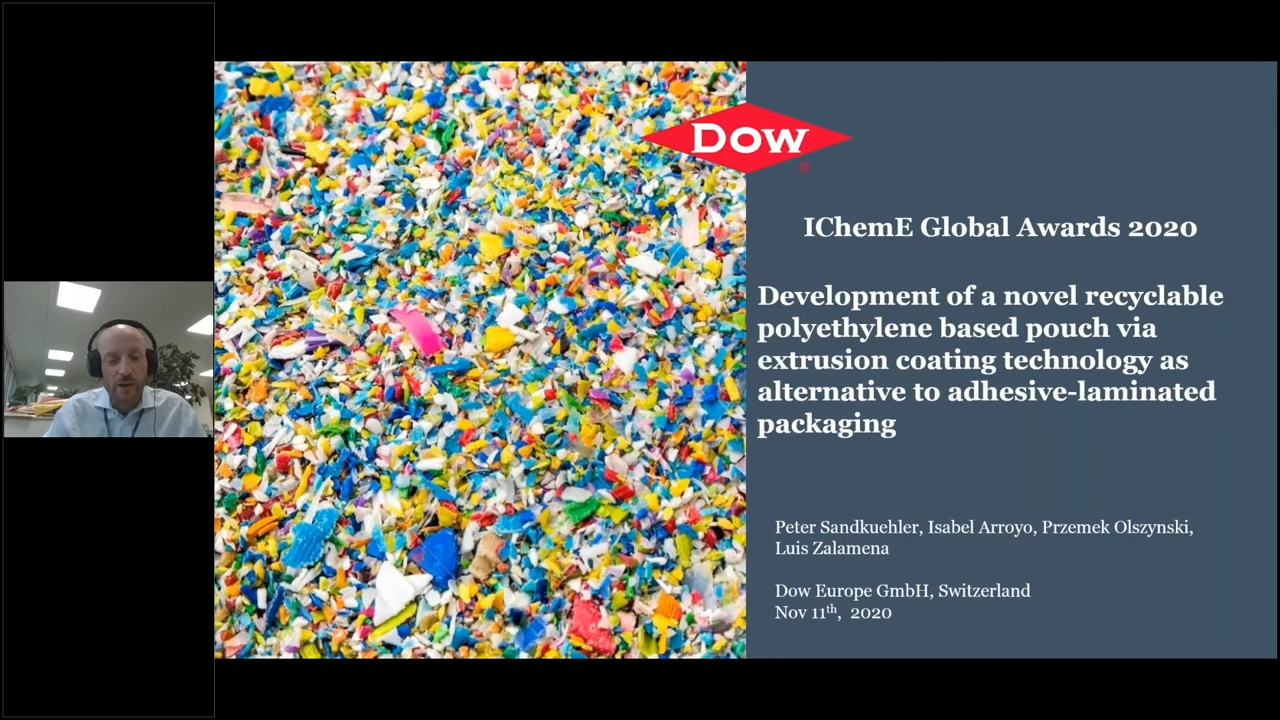 DOW
IChemE Global Awards 2020
Development of a novel recyclable
polyethylene based pouch via
extrusion coating technology as
alternative to adhesive-laminated
packaging
Peter Sandkuehler, Isabel Arroyo, Przemek Olszynski,
Luis Zalamena
Dow Europe GmbH, Switzerland
Nov 11th, 2020